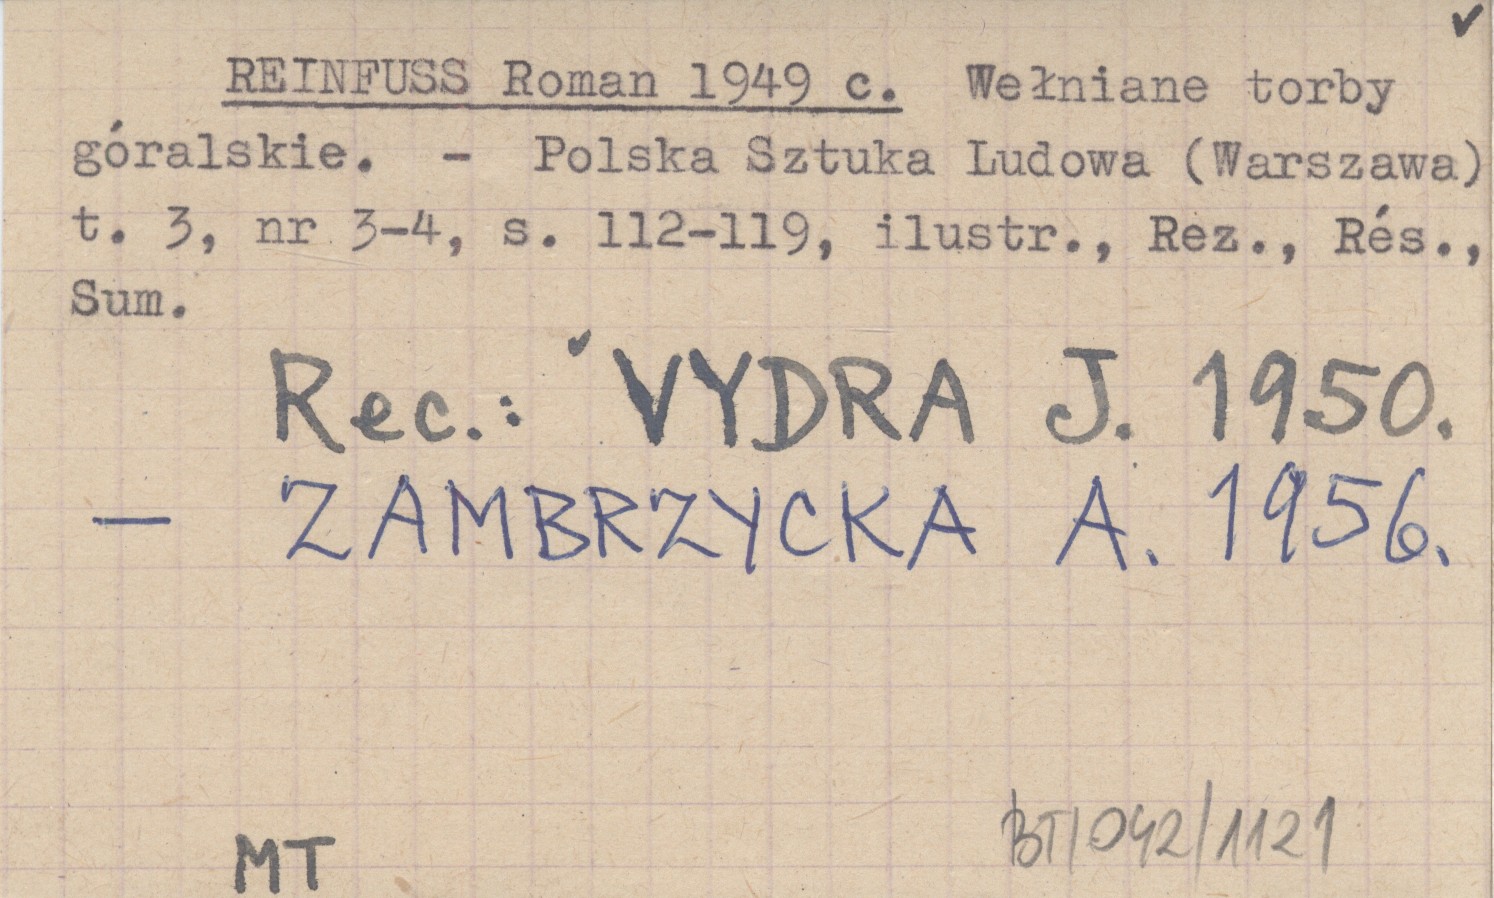 REINFUSS Roman 1949 c. Wełniane torby
góralskie. - Polska Sztuka Ludowa (Warszawa)
t. 3, nr 3-4, s. 112-119, ilustr., Rez., Rés.,
Sum.
Rec.: VYDRA J. 1950.
— ZAMBRZYCKA A. 1956.
MT
BT/042/1121